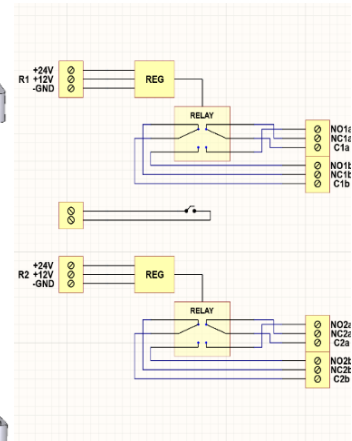 +24V
R1 +12V
-GND
REG
RELAY
NO1a
NC1a
C1a
NO1b
NC1b
C1b
+24V
R2 +12V
-GND
REG
RELAY
NO2a
NC2a
C2a
NO2b
NC2b
C2b